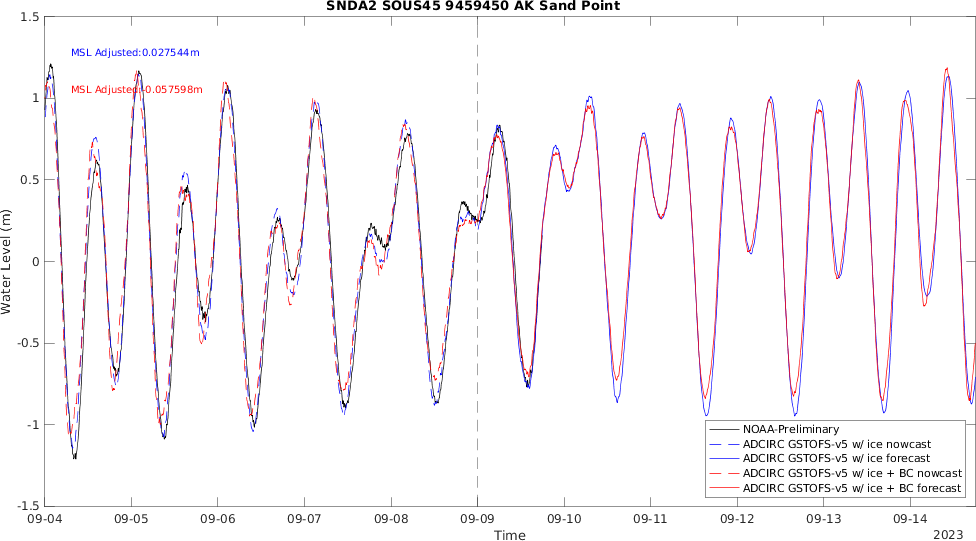 SNDA2 SOUS45 9459450 AK Sand Point
1.5
1
0.5
0
-0.5
-1
-1.5
Water Level (m)
MSL Adjusted:0.027544m
MSL Adjusted:-0.057598m
NOAA-Preliminary
ADCIRC GSTOFS-v5 w/ ice nowcast
ADCIRC GSTOFS-v5 w/ ice forecast
ADCIRC GSTOFS-v5 w/ ice + BC nowcast
ADCIRC GSTOFS-v5 w/ ice + BC forecast
09-04 09-05 09-06 09-07 09-08 09-09 09-10 09-11 09-12 09-13 09-14
Time
2023